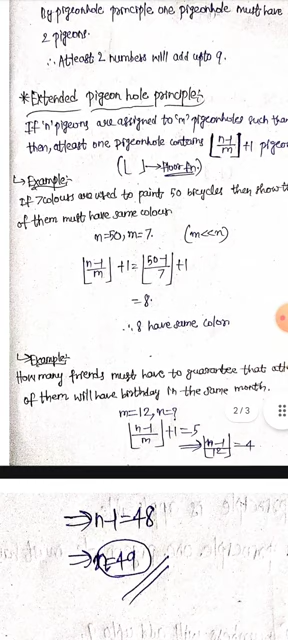 By pigeonhole principle one pigeonhole must have
2 pigeons.
∴ Atleast 2 numbers will add upto 9.
*Extended pigeon hole principle:-
If 'n' pigeons are assigned to 'm' pigeonholes such than
then, atleast one pigeonhole contains ⌊(n-1)/m⌋+1 pigeo
(⌊ ⌋→Floor fn.)
↳Example:-
If 7 colours are used to paint 50 bicycles then show t
of them must have same colour
n=50, m=7. (m<<n)
⌊(n-1)/m⌋+1 = ⌊(50-1)/7⌋+1
=8.
∴ 8 have same color
↳Example:-
How many friends must have to guarantee that atl
of them will have birthday in the same month.
m=12, n=?
2/3
⌊(n-1)/m⌋+1=5
⇒⌊(n-1)/12⌋=4
⇒n-1=48
⇒n=49